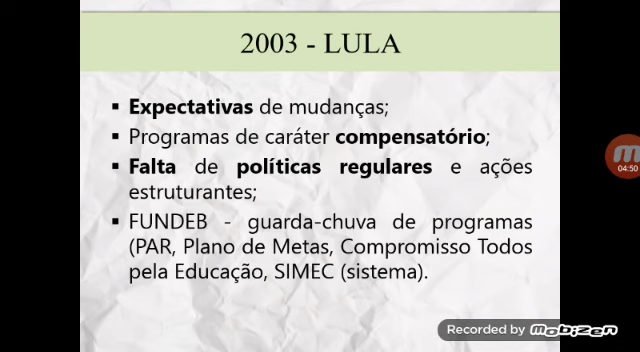 2003 - LULA
▪ Expectativas de mudanças;
▪ Programas de caráter compensatório;
▪ Falta de políticas regulares e ações
estruturantes;
▪ FUNDEB - guarda-chuva de programas
(PAR, Plano de Metas, Compromisso Todos
pela Educação, SIMEC (sistema).
04:50
Recorded by mobizen